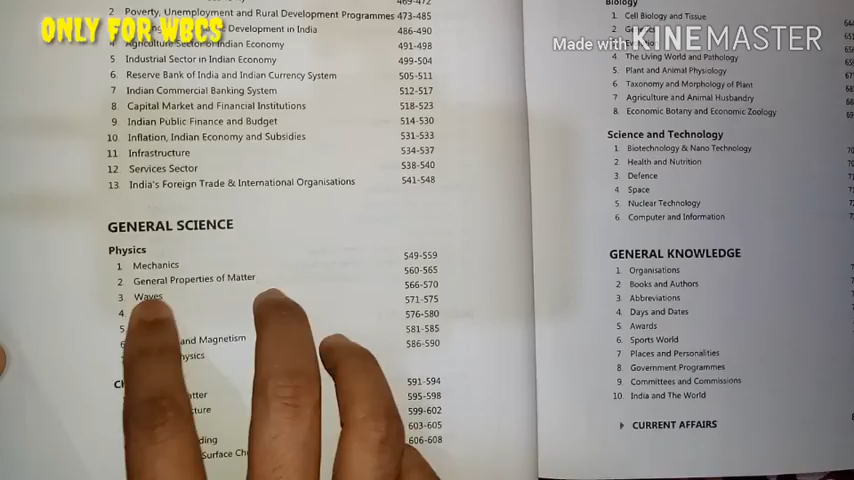 ONLY FOR WBCS
Made with KINEMASTER
469-472
2 Poverty, Unemployment and Rural Development Programmes 473-485
Development in India 486-490
4 Agriculture Sector of Indian Economy 491-498
5 Industrial Sector in Indian Economy 499-504
6. Reserve Bank of India and Indian Currency System 505-511
7 Indian Commercial Banking System 512-517
8. Capital Market and Financial Institutions 518-523
9. Indian Public Finance and Budget 514-530
10. Inflation, Indian Economy and Subsidies 531-533
11 Infrastructure 534-537
12. Services Sector 538-540
13. India's Foreign Trade & International Organisations 541-548
GENERAL SCIENCE
Physics
1 Mechanics 549-559
2 General Properties of Matter 560-565
3 Waves 566-570
4 571-575
5 576-580
6 and Magnetism 581-585
586-590
591-594
595-598
599-602
603-605
Surface 606-608
Biology
1. Cell Biology and Tissue
2
4. The Living World and Pathology
5. Plant and Animal Physiology
6 Taxonomy and Morphology of Plant
7 Agriculture and Animal Husbandry
8. Economic Botany and Economic Zoology
Science and Technology
1. Biotechnology & Nano Technology
2. Health and Nutrition
3. Defence
4. Space
5. Nuclear Technology
6. Computer and Information
GENERAL KNOWLEDGE
1. Organisations
2. Books and Authors
3. Abbreviations
4. Days and Dates
5. Awards
6. Sports World
7. Places and Personalities
8. Government Programmes
9. Committees and Commissions
10. India and The World
CURRENT AFFAIRS